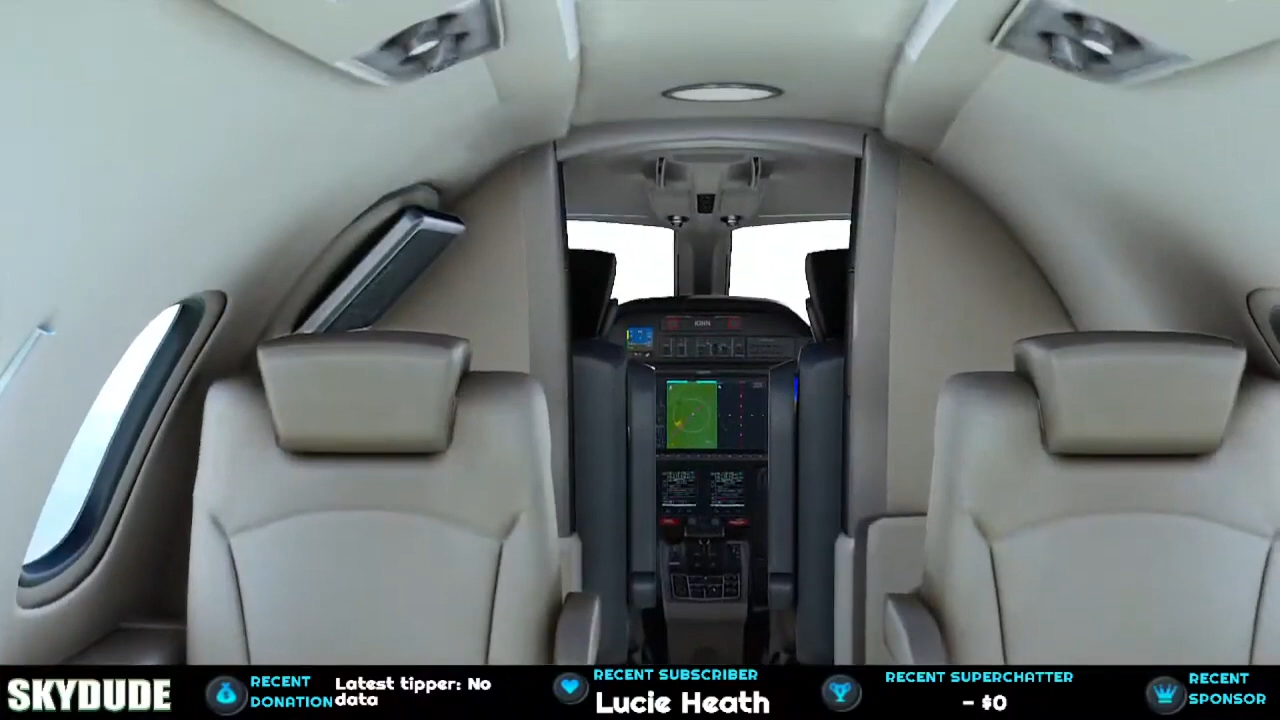 SKYDUDE
RECENT
DONATION
Latest tipper: No
data
RECENT SUBSCRIBER
Lucie Heath
RECENT SUPERCHATTER
- $0
RECENT
SPONSOR